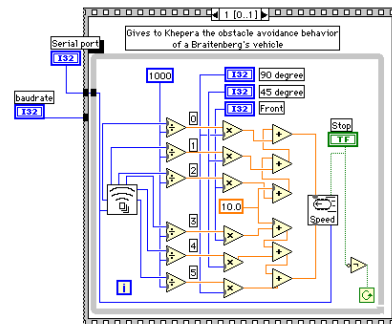 1 [0..1]
Gives to Khepera the obstacle avoidance behavior
of a Braitenberg's vehicle
Serial port
I32
baudrate
I32
1000
I32 90 degree
I32 45 degree
I32 Front
0
1
2
3
4
5
÷
÷
÷
÷
÷
÷
×
×
×
×
×
×
+
+
+
+
+
+
10.0
Stop
TF
Speed
i